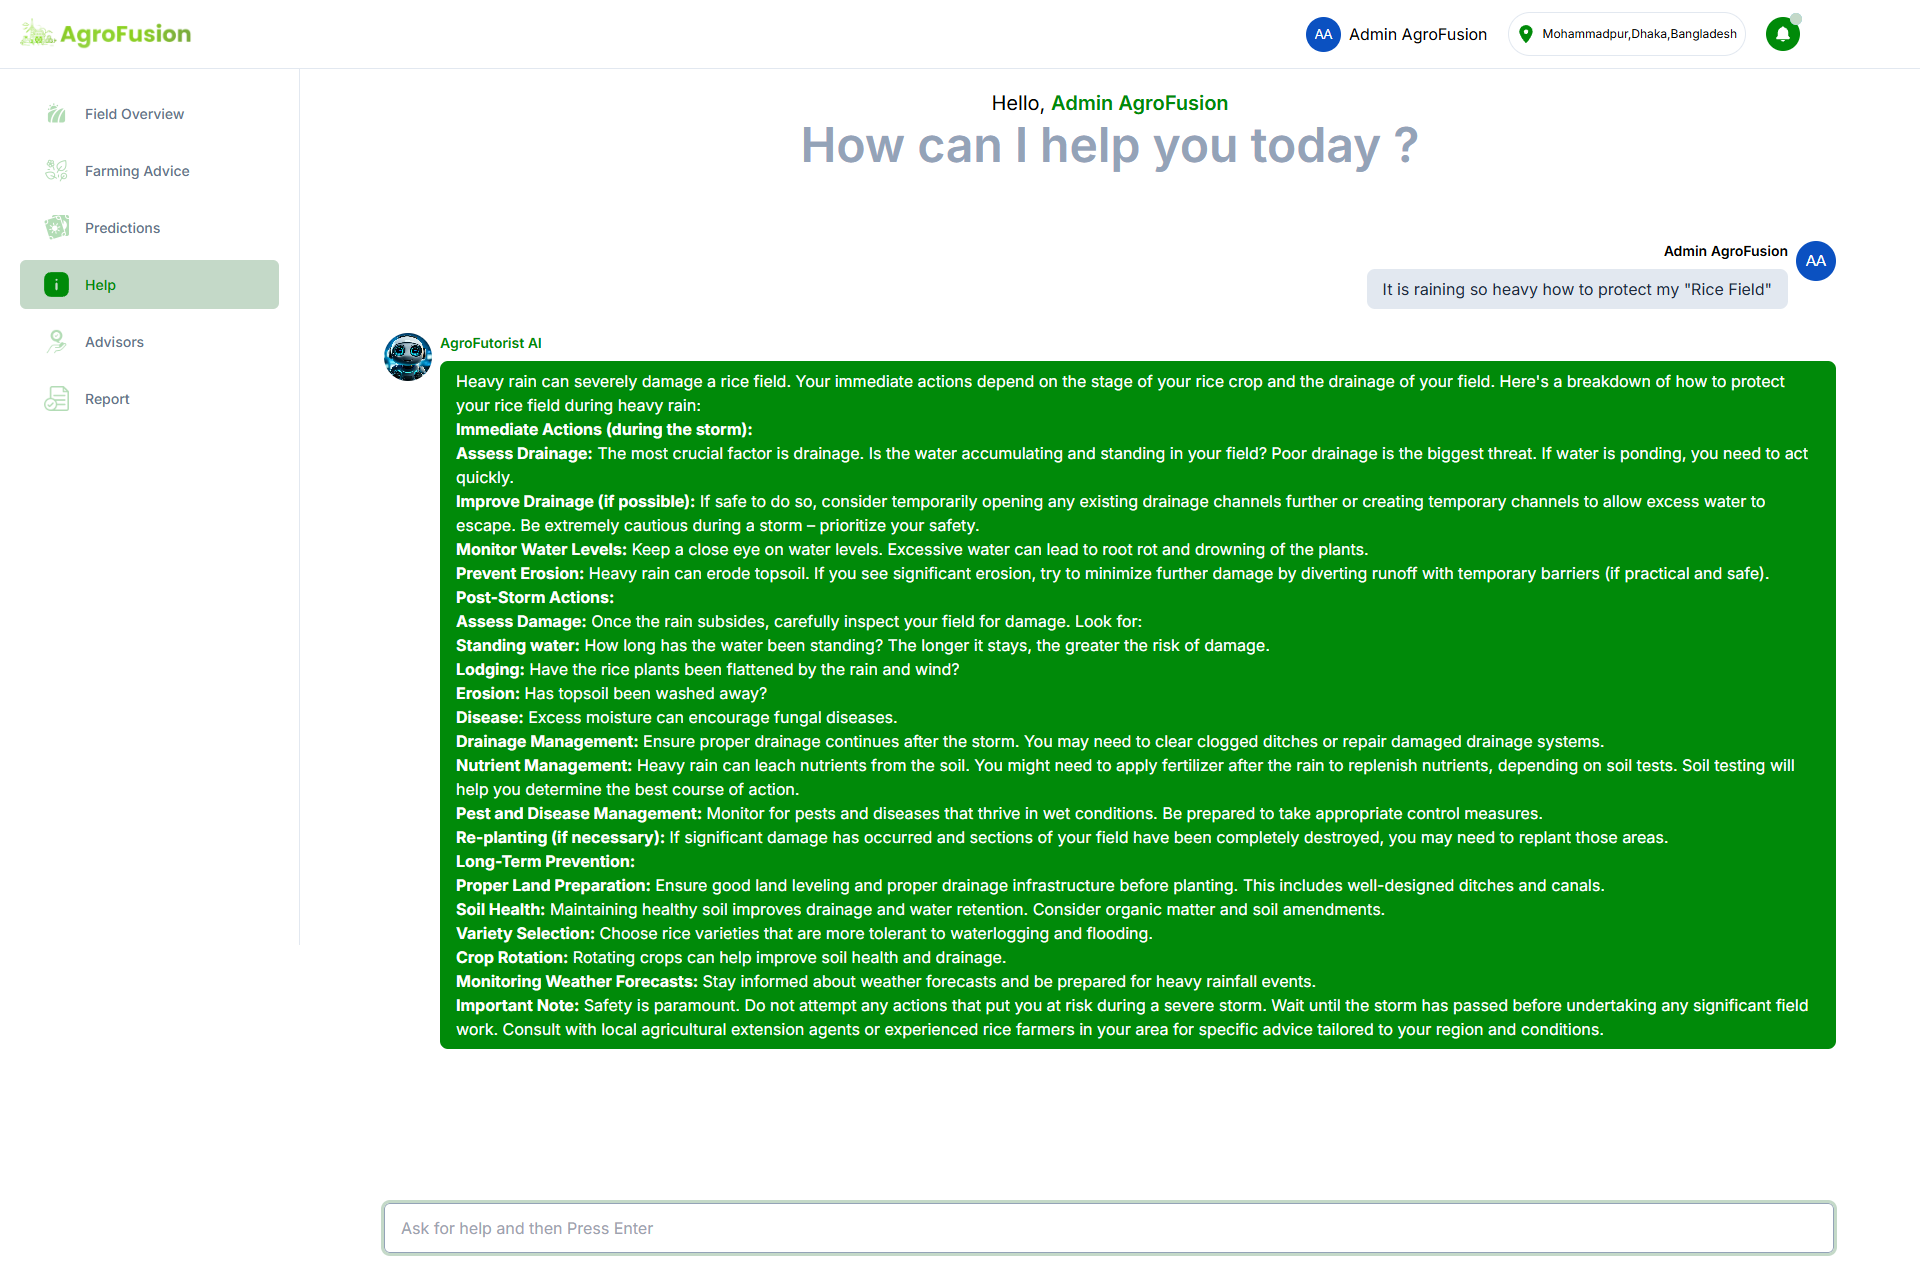 AgroFusion
AA
Admin AgroFusion
Mohammadpur,Dhaka,Bangladesh
Field Overview
Farming Advice
Predictions
Help
Advisors
Report
Hello, Admin AgroFusion
How can I help you today ?
Admin AgroFusion
AA
It is raining so heavy how to protect my "Rice Field"
AgroFutorist AI
Heavy rain can severely damage a rice field. Your immediate actions depend on the stage of your rice crop and the drainage of your field. Here's a breakdown of how to protect
your rice field during heavy rain:
Immediate Actions (during the storm):
Assess Drainage: The most crucial factor is drainage. Is the water accumulating and standing in your field? Poor drainage is the biggest threat. If water is ponding, you need to act
quickly.
Improve Drainage (if possible): If safe to do so, consider temporarily opening any existing drainage channels further or creating temporary channels to allow excess water to
escape. Be extremely cautious during a storm – prioritize your safety.
Monitor Water Levels: Keep a close eye on water levels. Excessive water can lead to root rot and drowning of the plants.
Prevent Erosion: Heavy rain can erode topsoil. If you see significant erosion, try to minimize further damage by diverting runoff with temporary barriers (if practical and safe).
Post-Storm Actions:
Assess Damage: Once the rain subsides, carefully inspect your field for damage. Look for:
Standing water: How long has the water been standing? The longer it stays, the greater the risk of damage.
Lodging: Have the rice plants been flattened by the rain and wind?
Erosion: Has topsoil been washed away?
Disease: Excess moisture can encourage fungal diseases.
Drainage Management: Ensure proper drainage continues after the storm. You may need to clear clogged ditches or repair damaged drainage systems.
Nutrient Management: Heavy rain can leach nutrients from the soil. You might need to apply fertilizer after the rain to replenish nutrients, depending on soil tests. Soil testing will
help you determine the best course of action.
Pest and Disease Management: Monitor for pests and diseases that thrive in wet conditions. Be prepared to take appropriate control measures.
Re-planting (if necessary): If significant damage has occurred and sections of your field have been completely destroyed, you may need to replant those areas.
Long-Term Prevention:
Proper Land Preparation: Ensure good land leveling and proper drainage infrastructure before planting. This includes well-designed ditches and canals.
Soil Health: Maintaining healthy soil improves drainage and water retention. Consider organic matter and soil amendments.
Variety Selection: Choose rice varieties that are more tolerant to waterlogging and flooding.
Crop Rotation: Rotating crops can help improve soil health and drainage.
Monitoring Weather Forecasts: Stay informed about weather forecasts and be prepared for heavy rainfall events.
Important Note: Safety is paramount. Do not attempt any actions that put you at risk during a severe storm. Wait until the storm has passed before undertaking any significant field
work. Consult with local agricultural extension agents or experienced rice farmers in your area for specific advice tailored to your region and conditions.
Ask for help and then Press Enter